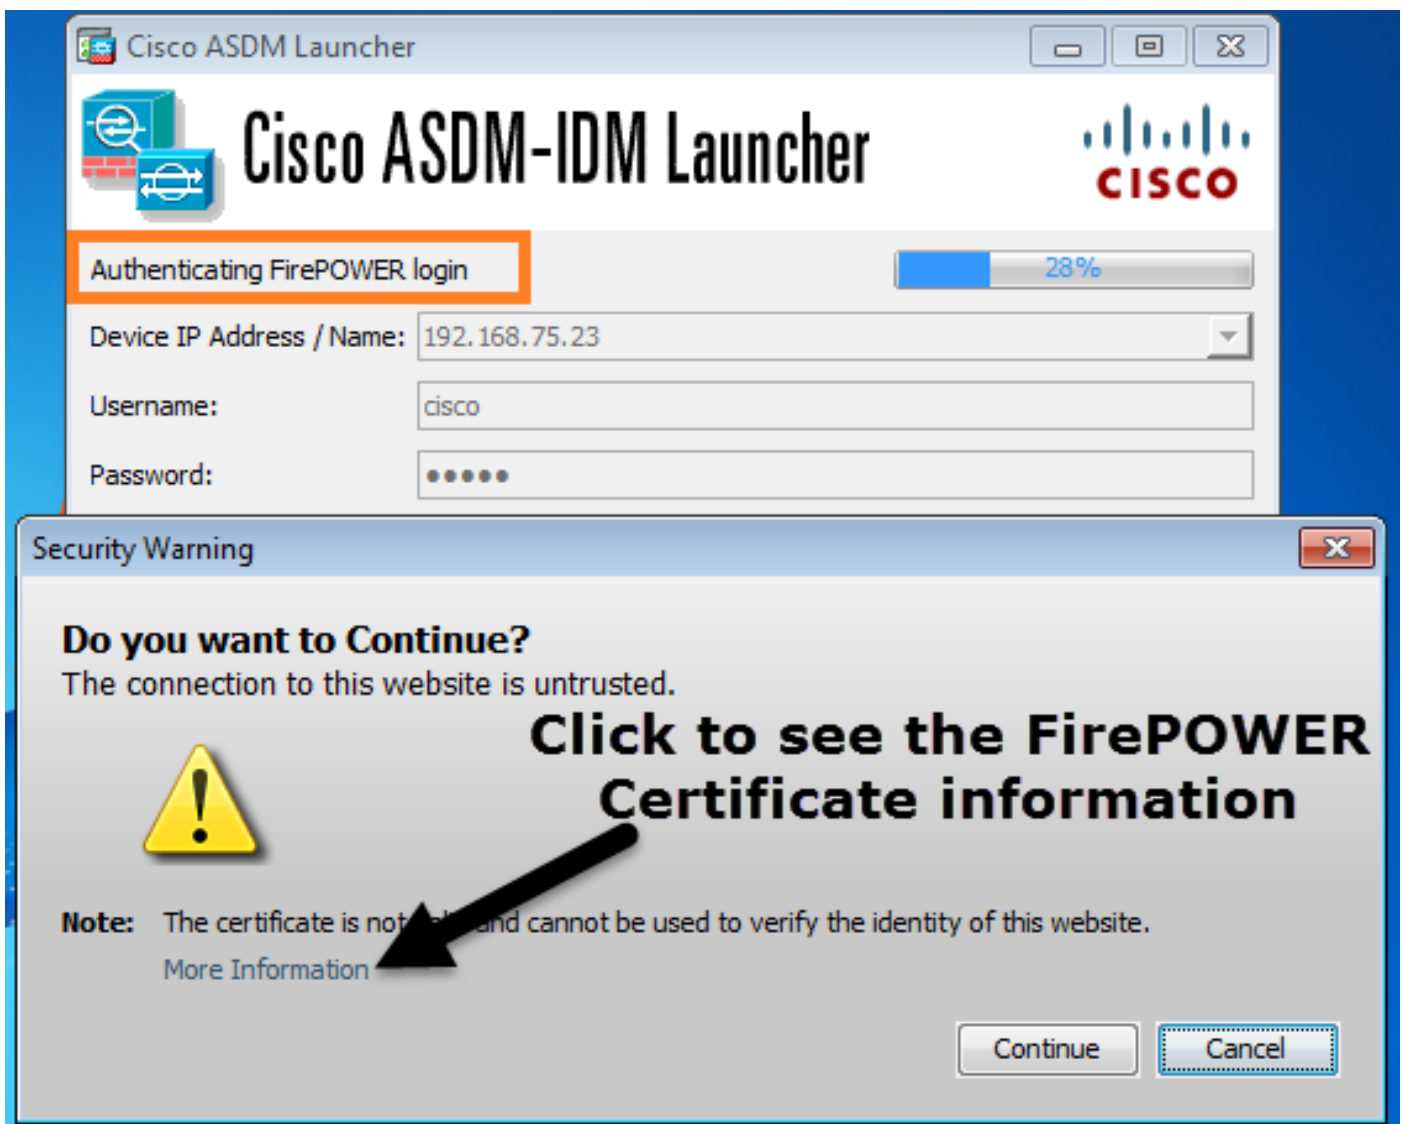 Cisco ASDM Launcher
Cisco ASDM-IDM Launcher
CISCO
Authenticating FirePOWER login
28%
Device IP Address / Name: 192.168.75.23
Username: cisco
Password: •••••
Security Warning
Do you want to Continue?
The connection to this website is untrusted.
Click to see the FirePOWER
Certificate information
Note: The certificate is not and cannot be used to verify the identity of this website.
More Information
Continue Cancel